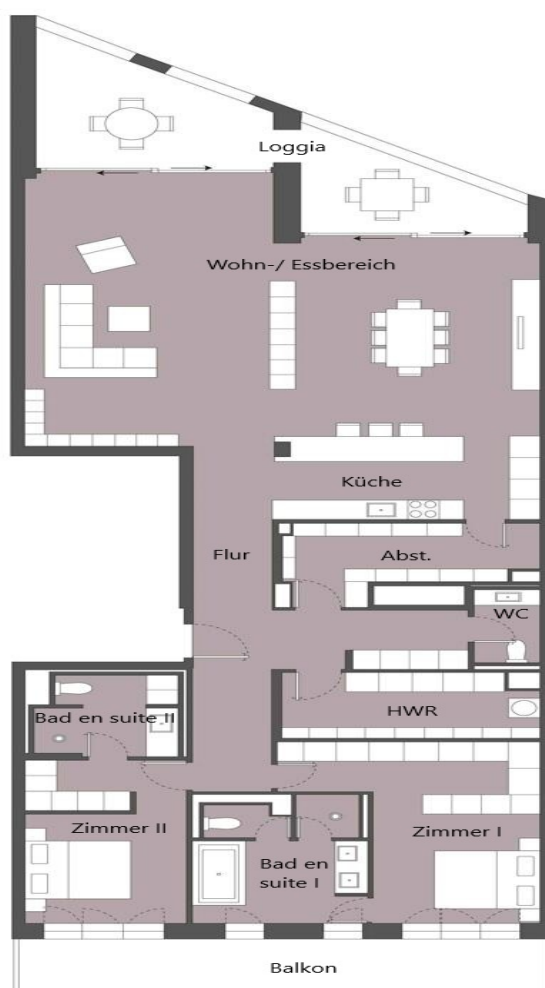 Loggia
Wohn-/ Essbereich
Küche
Flur
Abst.
WC
HWR
Bad en suite II
Zimmer II
Zimmer I
Bad en
suite I
Balkon